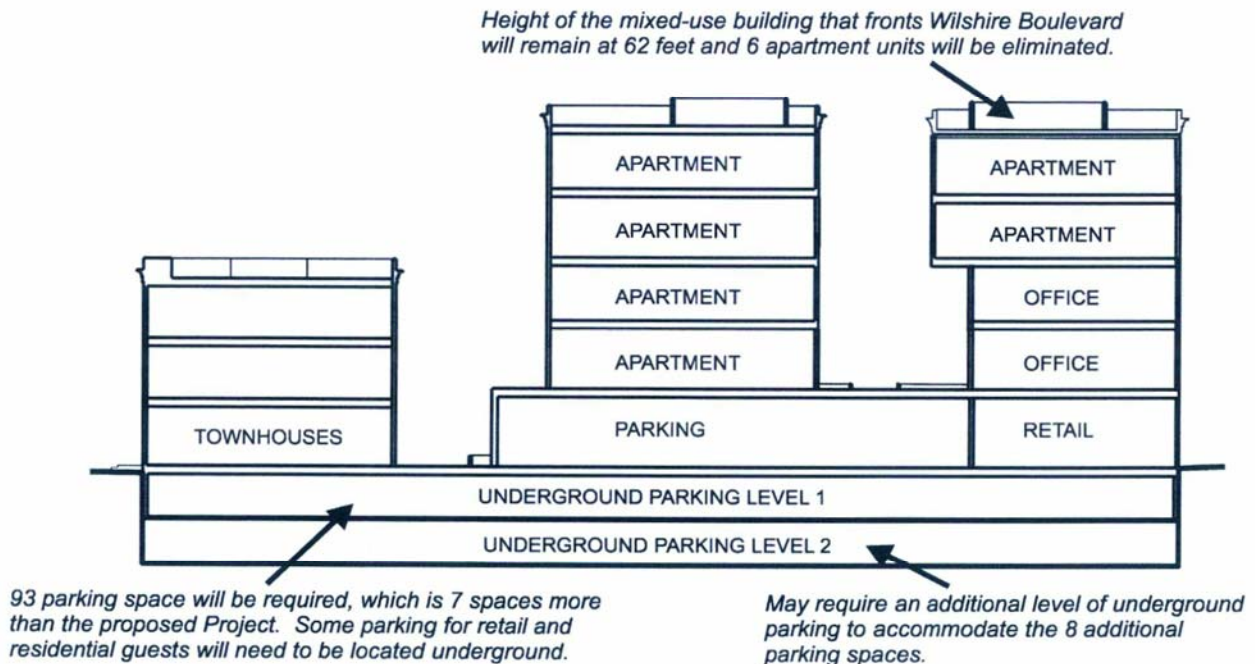 Height of the mixed-use building that fronts Wilshire Boulevard
will remain at 62 feet and 6 apartment units will be eliminated.
APARTMENT
APARTMENT
APARTMENT
APARTMENT
APARTMENT
APARTMENT
OFFICE
OFFICE
TOWNHOUSES
PARKING
RETAIL
UNDERGROUND PARKING LEVEL 1
UNDERGROUND PARKING LEVEL 2
93 parking space will be required, which is 7 spaces more
than the proposed Project. Some parking for retail and
residential guests will need to be located underground.
May require an additional level of underground
parking to accommodate the 8 additional
parking spaces.